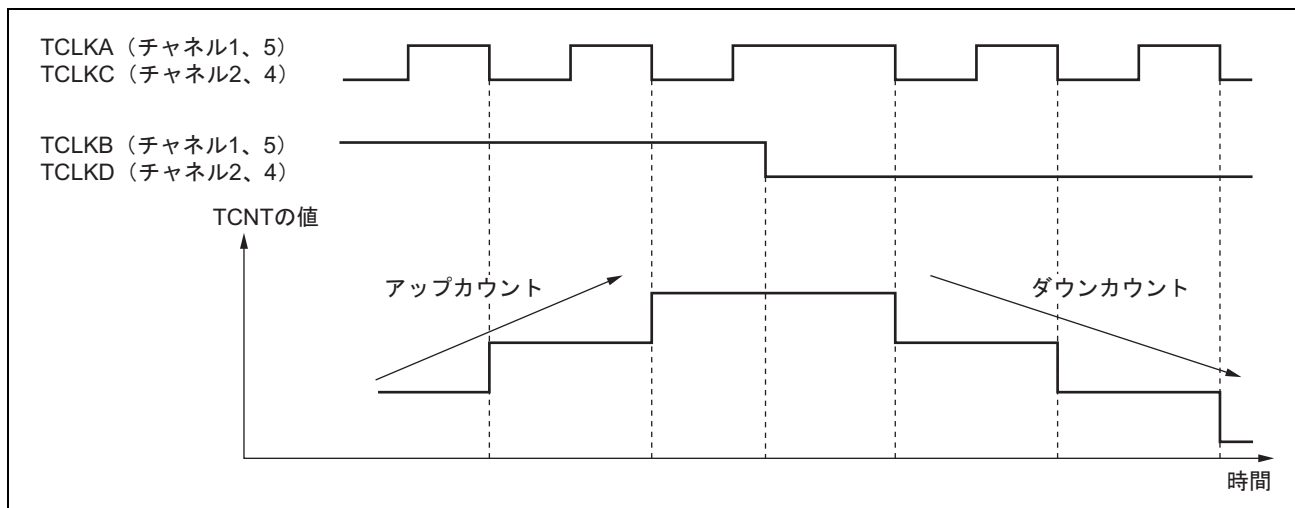 TCLKA（チャネル1、5）
TCLKC（チャネル2、4）
TCLKB（チャネル1、5）
TCLKD（チャネル2、4）
TCNTの値
アップカウント
ダウンカウント
時間